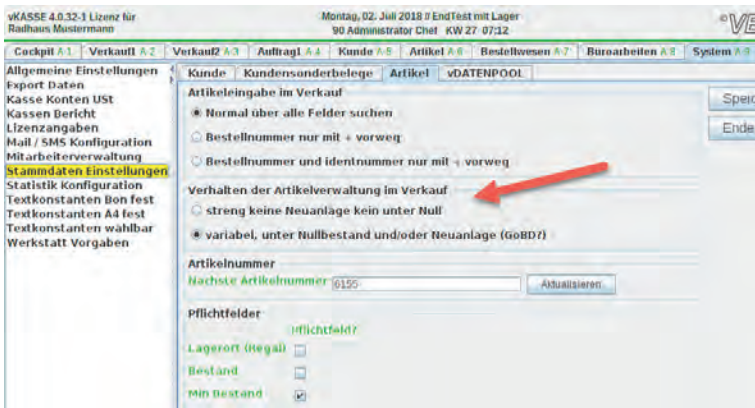 vKASSE 4.0.32-1 Lizenz für Montag, 02. Juli 2018 // EndTest mit Lager
Radhaus Mustermann 90 Administrator Chef KW 27 07:12
Cockpit A-1 Verkauf1 A-2 Verkauf2 A-3 Auftrag1 A-4 Kunde A-5 Artikel A-6 Bestellwesen A-7 Büroarbeiten A-8 System A-9
Allgemeine Einstellungen
Export Daten
Kasse Konten USt
Kassen Bericht
Lizenzangaben
Mail / SMS Konfiguration
Mitarbeiterverwaltung
Stammdaten Einstellungen
Statistik Konfiguration
Textkonstanten Bon fest
Textkonstanten A4 fest
Textkonstanten wählbar
Werkstatt Vorgaben
Kunde Kundensonderbelege Artikel vDATENPOOL
Artikeleingabe im Verkauf
Normal über alle Felder suchen
Bestellnummer nur mit + vorweg
Bestellnummer und identnummer nur mit + vorweg
Verhalten der Artikelverwaltung im Verkauf
streng keine Neuanlage kein unter Null
variabel, unter Nullbestand und/oder Neuanlage (GoBD?)
Artikelnummer
Nächste Artikelnummer 6155 Aktualisieren
Pflichtfelder
Pflichtfeld?
Lagerort (Regal)
Bestand
Min Bestand
Speic
Ende